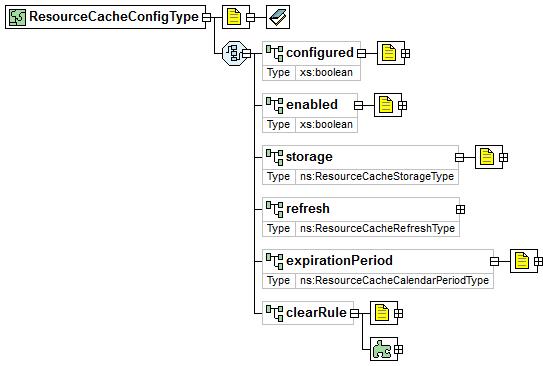 ResourceCacheConfigType
configured
Type xs:boolean
enabled
Type xs:boolean
storage
Type ns:ResourceCacheStorageType
refresh
Type ns:ResourceCacheRefreshType
expirationPeriod
Type ns:ResourceCacheCalendarPeriodType
clearRule